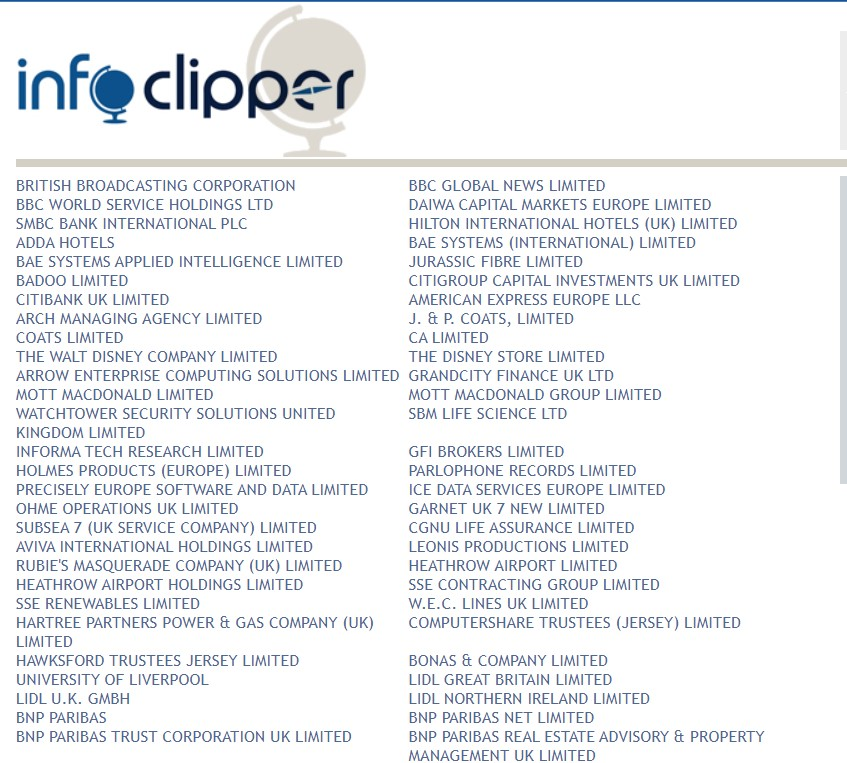 info clipper
BRITISH BROADCASTING CORPORATION
BBC GLOBAL NEWS LIMITED
BBC WORLD SERVICE HOLDINGS LTD
DAIWA CAPITAL MARKETS EUROPE LIMITED
SMBC BANK INTERNATIONAL PLC
HILTON INTERNATIONAL HOTELS (UK) LIMITED
ADDA HOTELS
BAE SYSTEMS (INTERNATIONAL) LIMITED
BAE SYSTEMS APPLIED INTELLIGENCE LIMITED
JURASSIC FIBRE LIMITED
BADOO LIMITED
CITIGROUP CAPITAL INVESTMENTS UK LIMITED
CITIBANK UK LIMITED
AMERICAN EXPRESS EUROPE LLC
ARCH MANAGING AGENCY LIMITED
J. & P. COATS, LIMITED
COATS LIMITED
CA LIMITED
THE WALT DISNEY COMPANY LIMITED
THE DISNEY STORE LIMITED
ARROW ENTERPRISE COMPUTING SOLUTIONS LIMITED
GRANDCITY FINANCE UK LTD
MOTT MACDONALD LIMITED
MOTT MACDONALD GROUP LIMITED
WATCHTOWER SECURITY SOLUTIONS UNITED
KINGDOM LIMITED
SBM LIFE SCIENCE LTD
INFORMA TECH RESEARCH LIMITED
GFI BROKERS LIMITED
HOLMES PRODUCTS (EUROPE) LIMITED
PARLOPHONE RECORDS LIMITED
PRECISELY EUROPE SOFTWARE AND DATA LIMITED
ICE DATA SERVICES EUROPE LIMITED
OHME OPERATIONS UK LIMITED
GARNET UK 7 NEW LIMITED
SUBSEA 7 (UK SERVICE COMPANY) LIMITED
CGNU LIFE ASSURANCE LIMITED
AVIVA INTERNATIONAL HOLDINGS LIMITED
LEONIS PRODUCTIONS LIMITED
RUBIE'S MASQUERADE COMPANY (UK) LIMITED
HEATHROW AIRPORT LIMITED
HEATHROW AIRPORT HOLDINGS LIMITED
SSE CONTRACTING GROUP LIMITED
SSE RENEWABLES LIMITED
W.E.C. LINES UK LIMITED
HARTREE PARTNERS POWER & GAS COMPANY (UK)
LIMITED
COMPUTERSHARE TRUSTEES (JERSEY) LIMITED
HAWKSFORD TRUSTEES JERSEY LIMITED
BONAS & COMPANY LIMITED
UNIVERSITY OF LIVERPOOL
LIDL GREAT BRITAIN LIMITED
LIDL U.K. GMBH
LIDL NORTHERN IRELAND LIMITED
BNP PARIBAS
BNP PARIBAS NET LIMITED
BNP PARIBAS TRUST CORPORATION UK LIMITED
BNP PARIBAS REAL ESTATE ADVISORY & PROPERTY
MANAGEMENT UK LIMITED